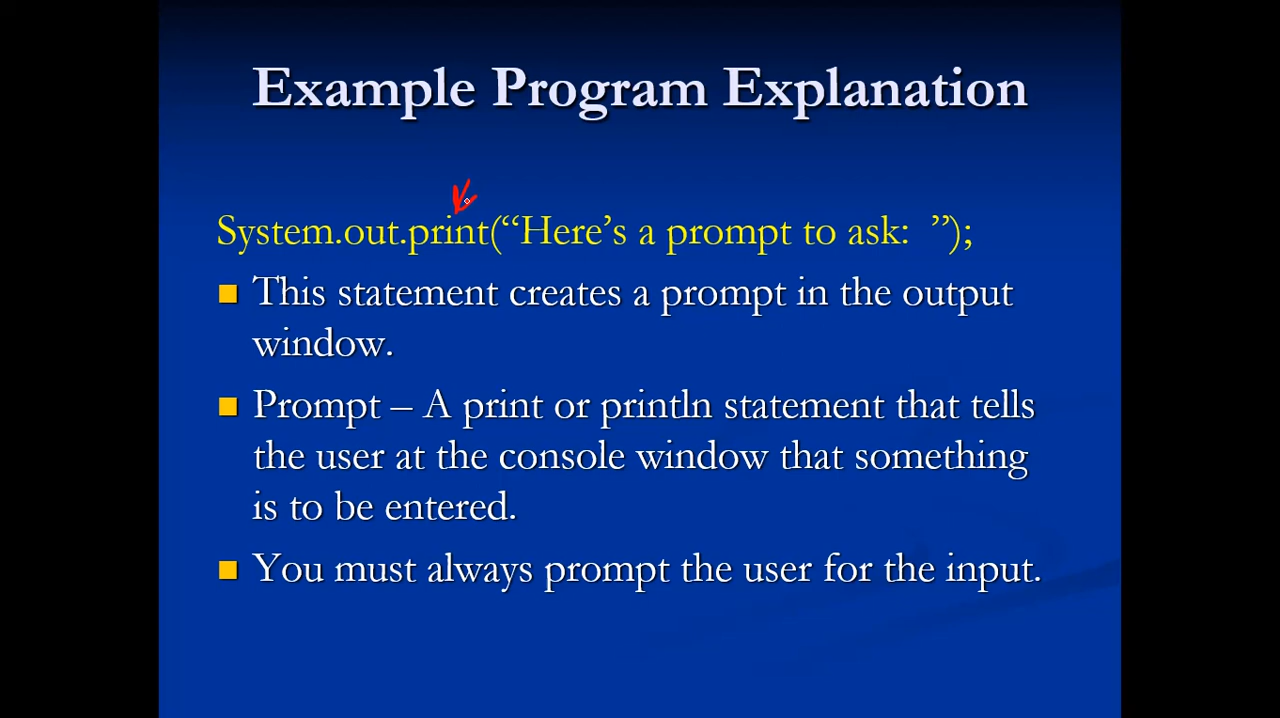 Example Program Explanation
System.out.print(“Here’s a prompt to ask:  ”);
This statement creates a prompt in the output
window.
Prompt – A print or println statement that tells
the user at the console window that something
is to be entered.
You must always prompt the user for the input.